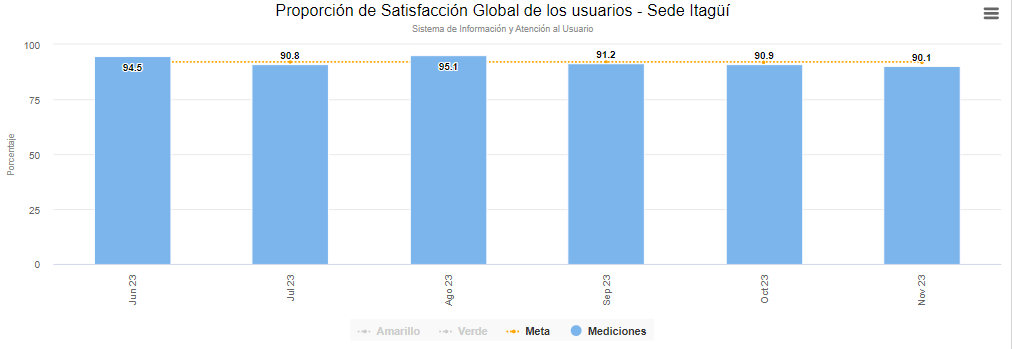 Proporción de Satisfacción Global de los usuarios - Sede Itagüí
Sistema de Información y Atención al Usuario
Porcentaje
100
75
50
25
0
94.5
90.8
95.1
91.2
90.9
90.1
Jun 23
Jul 23
Ago 23
Sep 23
Oct 23
Nov 23
Amarillo Verde Meta Mediciones